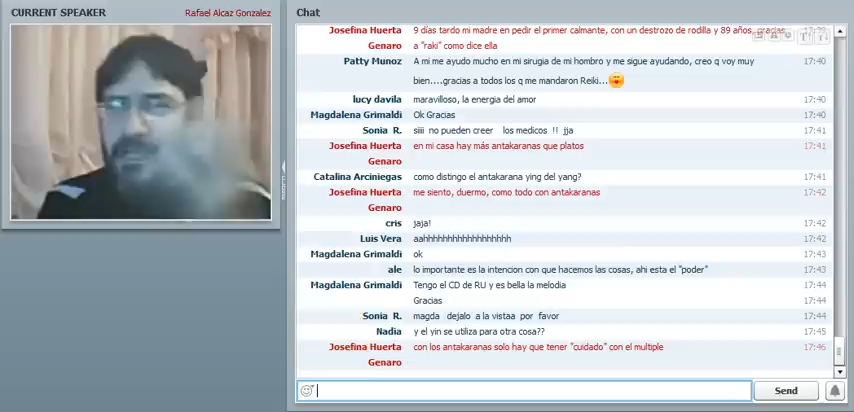 CURRENT SPEAKER
Rafael Alcaz Gonzalez
Chat
Josefina Huerta 9 días tardo mi madre en pedir el primer calmante, con un destrozo de rodilla y 89 años, gracias
Genaro a "raki" como dice ella
Patty Munoz A mi me ayudo mucho en mi sirugia de mi hombro y me sigue ayudando, creo q voy muy 17:40
bien....gracias a todos los q me mandaron Reiki...
lucy davila maravilloso, la energia del amor 17:40
Magdalena Grimaldi Ok Gracias 17:40
Sonia R. siiii no pueden creer los medicos !! jja 17:41
Josefina Huerta en mi casa hay más antakaranas que platos 17:41
Genaro
Catalina Arciniegas como distingo el antakarana ying del yang? 17:41
Josefina Huerta me siento, duermo, como todo con antakaranas 17:42
Genaro
cris jaja! 17:42
Luis Vera aahhhhhhhhhhhhhhhhhh 17:42
Magdalena Grimaldi ok 17:43
ale lo importante es la intencion con que hacemos las cosas, ahi esta el "poder" 17:43
Magdalena Grimaldi Tengo el CD de RU y es bella la melodia 17:44
Gracias 17:44
Sonia R. magda dejalo a la vistaa por favor 17:44
Nadia y el yin se utiliza para otra cosa?? 17:45
Josefina Huerta con los antakaranas solo hay que tener "cuidado" con el multiple 17:46
Genaro
Send